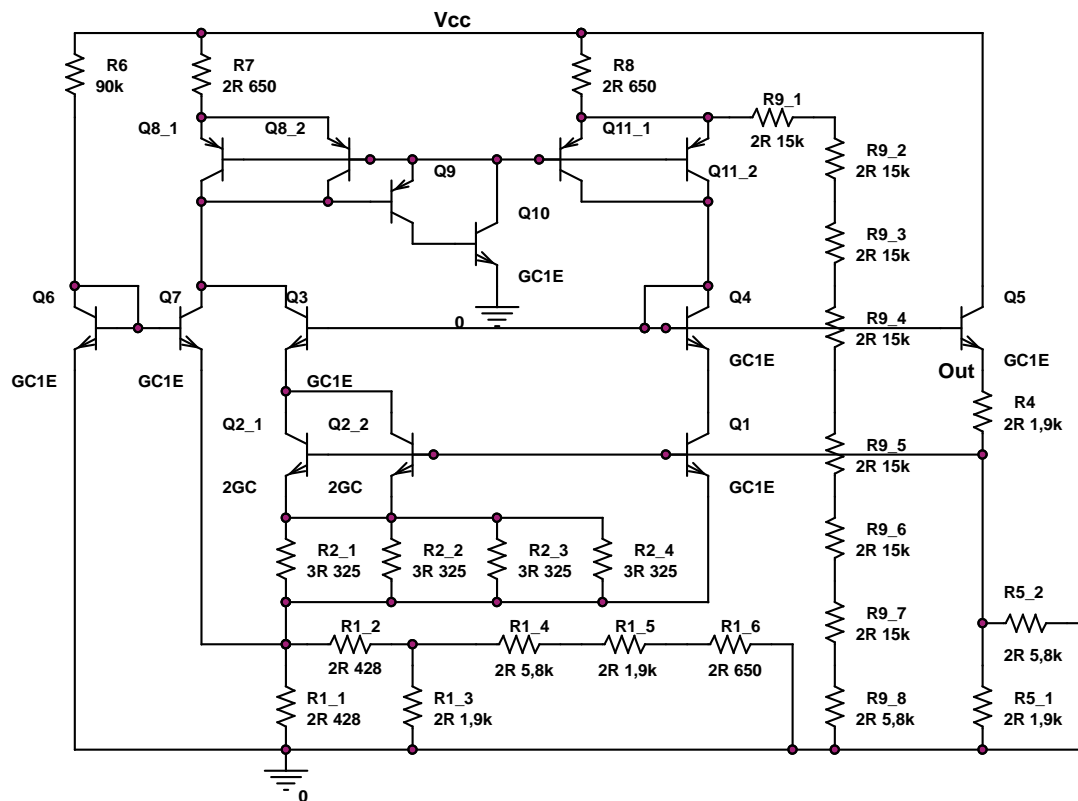 Vcc
R6
90k
R7
2R 650
R8
2R 650
R9_1
2R 15k
Q8_1
Q8_2
Q11_1
R9_2
2R 15k
Q9
Q11_2
Q10
R9_3
2R 15k
GC1E
Q6
Q7
Q3
Q4
Q5
0
R9_4
2R 15k
GC1E
GC1E
GC1E
GC1E
GC1E
Out
R4
2R 1,9k
Q2_1
Q2_2
Q1
R9_5
2R 15k
2GC
2GC
GC1E
R9_6
2R 15k
R2_1
3R 325
R2_2
3R 325
R2_3
3R 325
R2_4
3R 325
R5_2
2R 5,8k
R9_7
2R 15k
R1_2
2R 428
R1_4
2R 5,8k
R1_5
2R 1,9k
R1_6
2R 650
R1_1
2R 428
R1_3
2R 1,9k
R9_8
2R 5,8k
R5_1
2R 1,9k
0